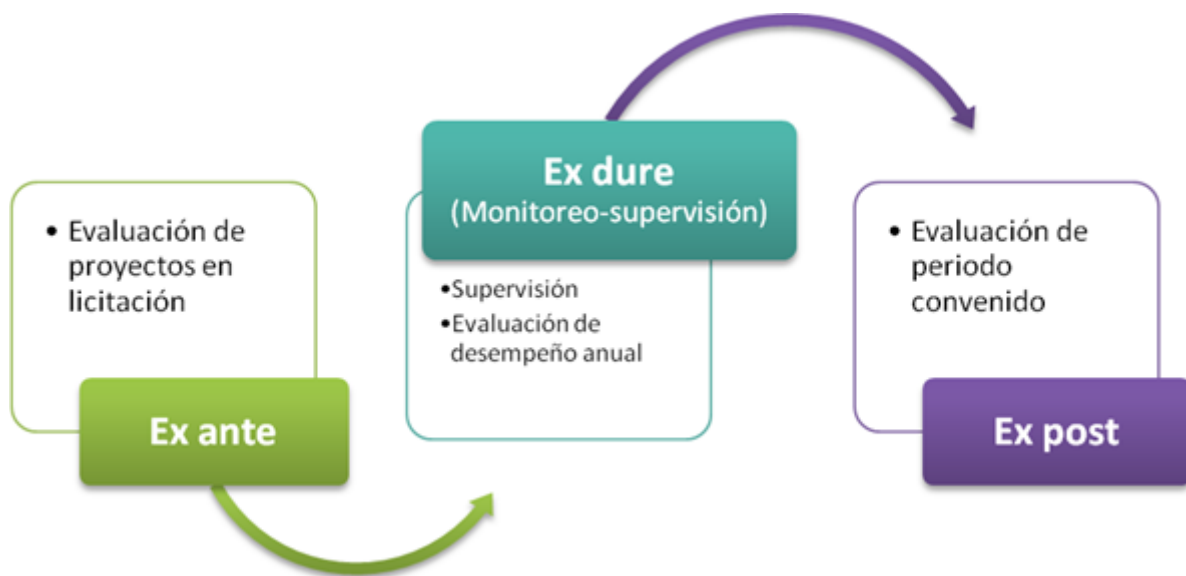 • Evaluación de
proyectos en
licitación
Ex ante
Ex dure
(Monitoreo-supervisión)
•Supervisión
•Evaluación de
desempeño anual
• Evaluación de
periodo
convenido
Ex post